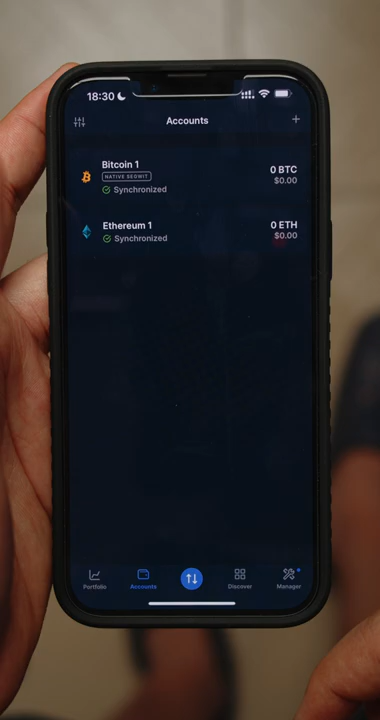 18:30
Accounts
Bitcoin 1
NATIVE SEGWIT
Synchronized
0 BTC
$0.00
Ethereum 1
Synchronized
0 ETH
$0.00
Portfolio
Accounts
Discover
Manager